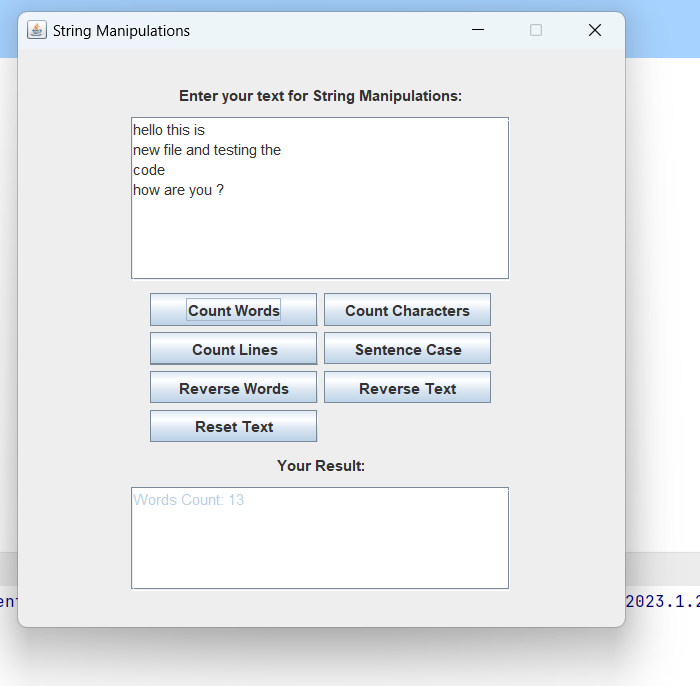 String Manipulations
Enter your text for String Manipulations:
hello this is
new file and testing the
code
how are you ?
Count Words
Count Characters
Count Lines
Sentence Case
Reverse Words
Reverse Text
Reset Text
Your Result:
Words Count: 13
2023.1.2